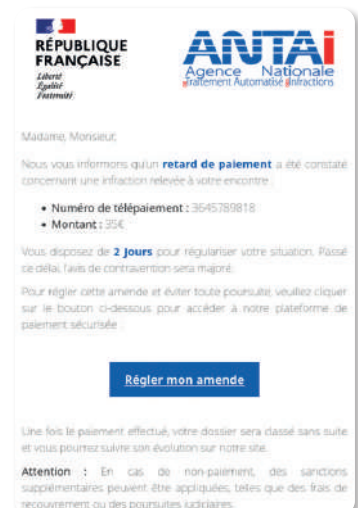 RÉPUBLIQUE
FRANÇAISE
Liberté
Égalité
Fraternité
ANTAi
Agence Nationale
Traitement Automatisé Infractions
Madame, Monsieur,
Nous vous informons qu'un retard de paiement a été constaté
concernant une infraction relevée à votre encontre :
• Numéro de télépaiement : 3645789818
• Montant : 35€
Vous disposez de 2 Jours pour régulariser votre situation. Passé
ce délai, l'avis de contravention sera majoré.
Pour régler cette amende et éviter toute poursuite, veuillez cliquer
sur le bouton ci-dessous pour accéder à notre plateforme de
paiement sécurisée :
Régler mon amende
Une fois le paiement effectué, votre dossier sera classé sans suite
et vous pourrez suivre son évolution sur notre site.
Attention : En cas de non-paiement, des sanctions
supplémentaires peuvent être appliquées, telles que des frais de
recouvrement ou des poursuites judiciaires.